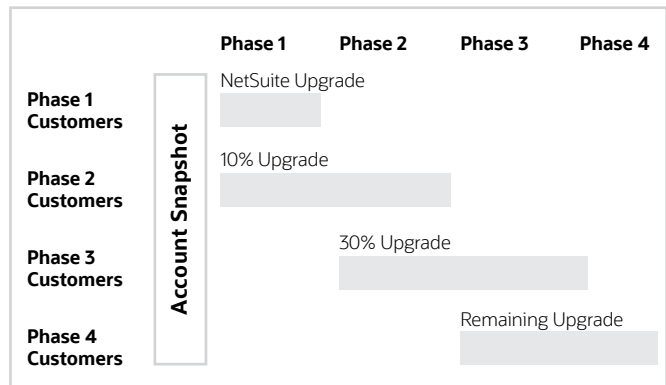 Phase 1 Phase 2 Phase 3 Phase 4
Account Snapshot
Phase 1
Customers
NetSuite Upgrade
Phase 2
Customers
10% Upgrade
Phase 3
Customers
30% Upgrade
Phase 4
Customers
Remaining Upgrade